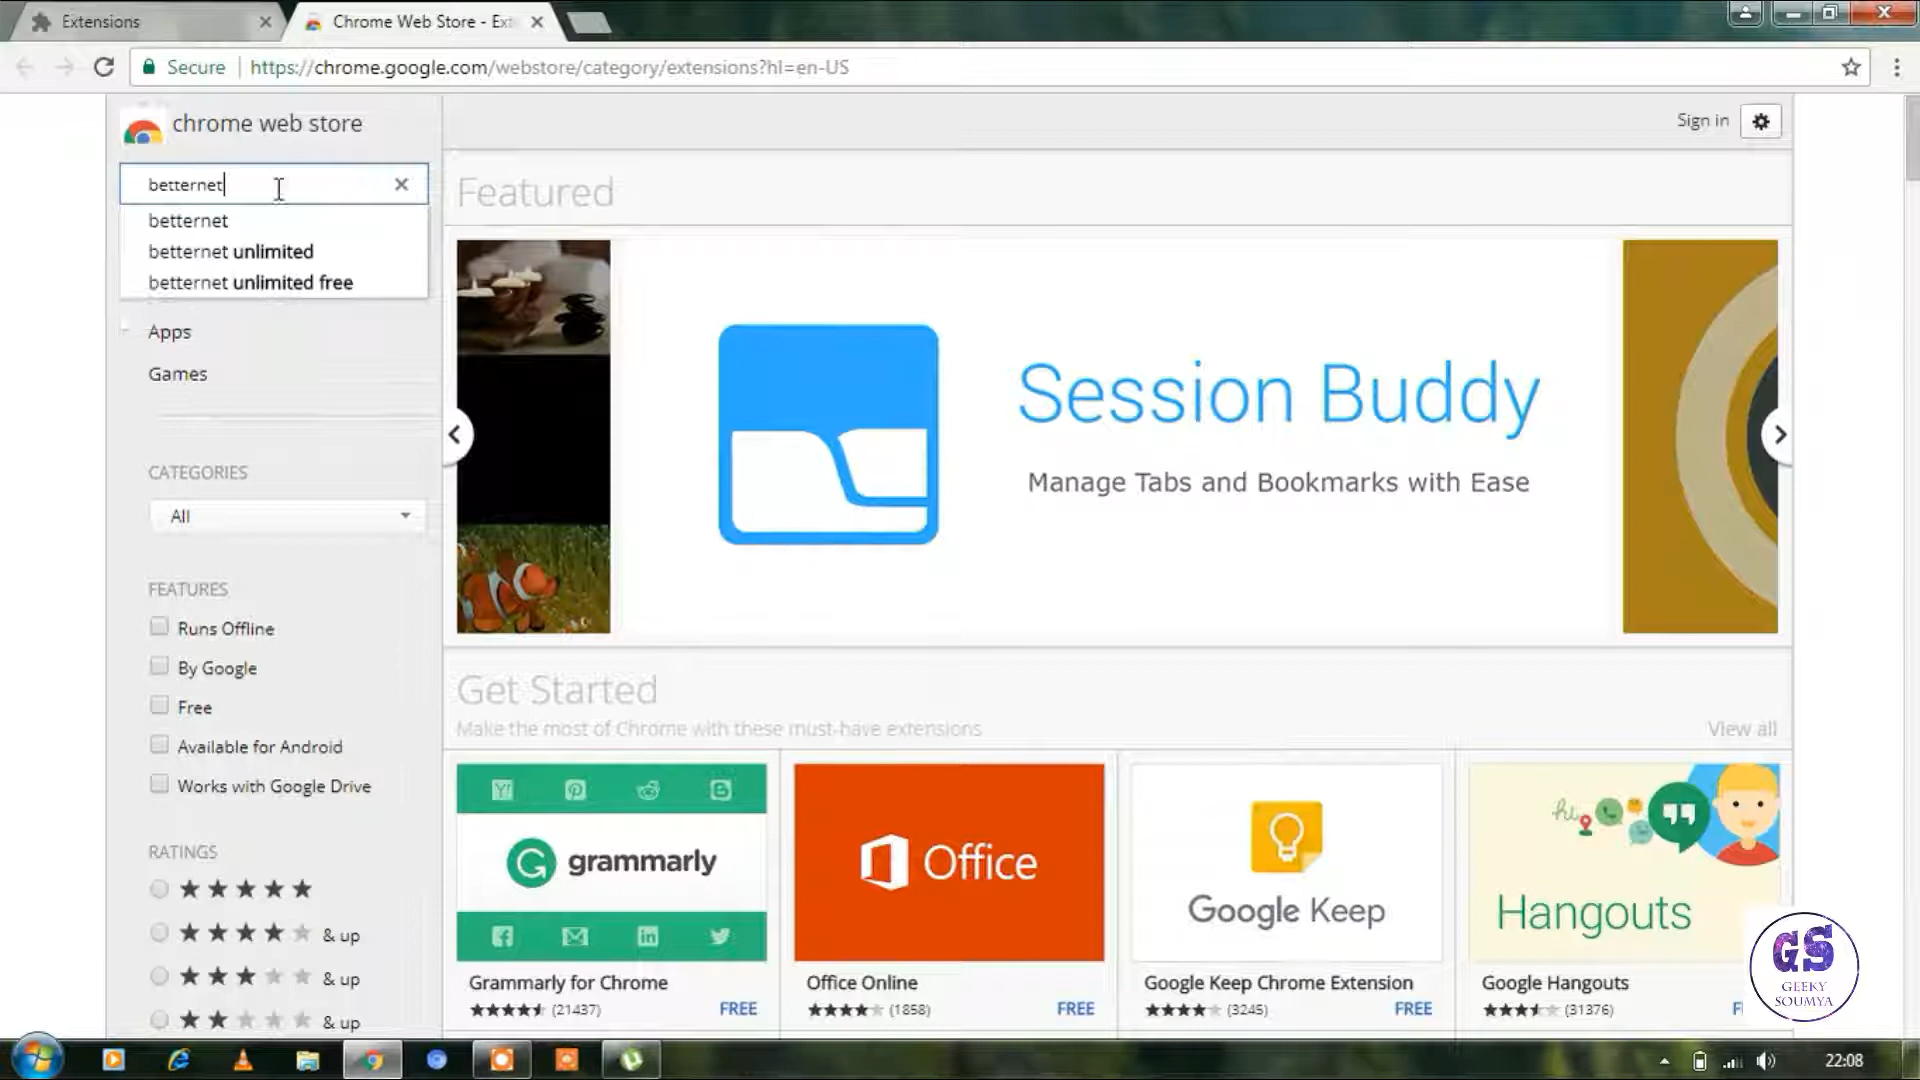 Extensions
Chrome Web Store - Ext
Secure
https://chrome.google.com/webstore/category/extensions?hl=en-US
chrome web store
Sign in
betternet
betternet
betternet unlimited
betternet unlimited free
Apps
Games
CATEGORIES
All
FEATURES
Runs Offline
By Google
Free
Available for Android
Works with Google Drive
RATINGS
& up
& up
& up
Featured
Session Buddy
Manage Tabs and Bookmarks with Ease
Get Started
Make the most of Chrome with these must-have extensions
View all
grammarly
Grammarly for Chrome
(21437)
FREE
Office
Office Online
(1858)
FREE
Google Keep
Google Keep Chrome Extension
(3245)
FREE
hi
Hangouts
Google Hangouts
(31376)
GS
GEEKY
SOUMYA
22:08